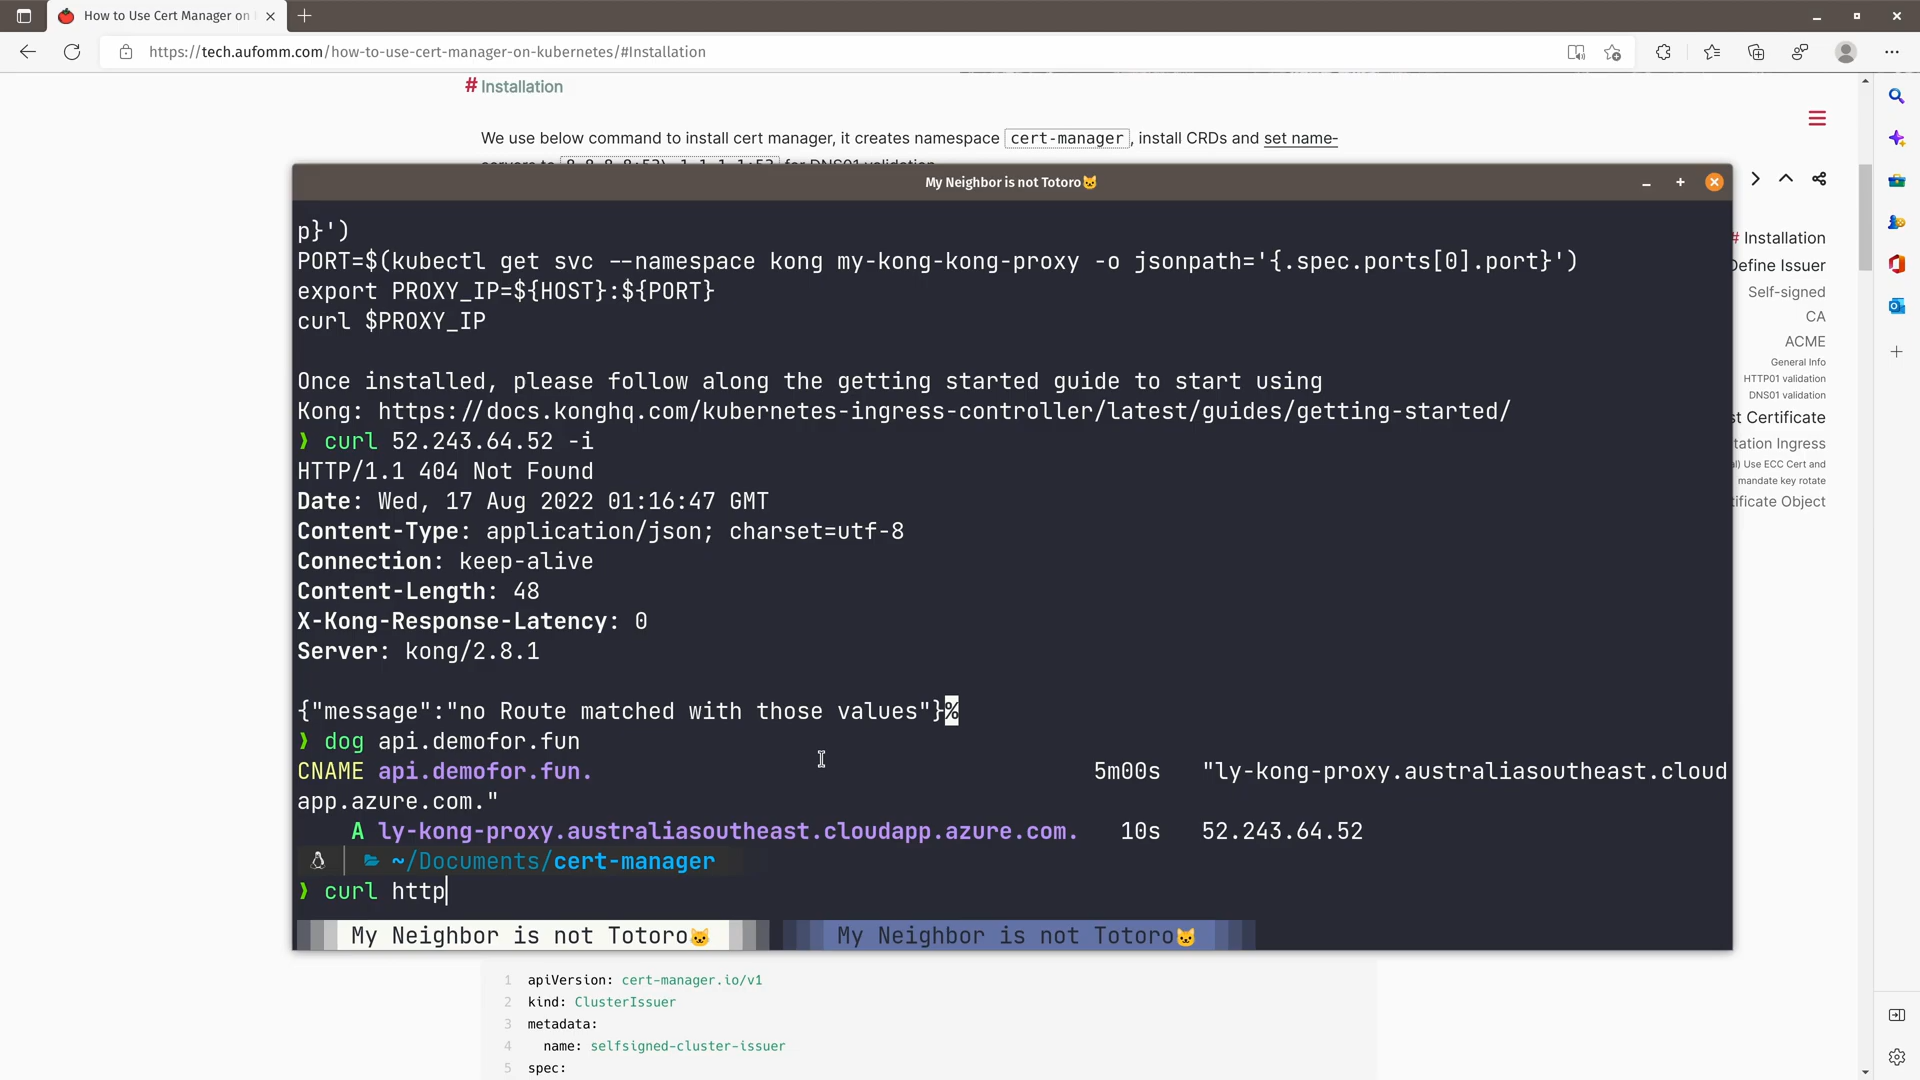 How to Use Cert Manager on
https://tech.aufomm.com/how-to-use-cert-manager-on-kubernetes/#Installation
# Installation
We use below command to install cert manager, it creates namespace cert-manager, install CRDs and set name-
My Neighbor is not Totoro🐱
p}')
PORT=$(kubectl get svc --namespace kong my-kong-kong-proxy -o jsonpath='{.spec.ports[0].port}')
export PROXY_IP=${HOST}:${PORT}
curl $PROXY_IP
Once installed, please follow along the getting started guide to start using
Kong: https://docs.konghq.com/kubernetes-ingress-controller/latest/guides/getting-started/
❯ curl 52.243.64.52 -i
HTTP/1.1 404 Not Found
Date: Wed, 17 Aug 2022 01:16:47 GMT
Content-Type: application/json; charset=utf-8
Connection: keep-alive
Content-Length: 48
X-Kong-Response-Latency: 0
Server: kong/2.8.1
{"message":"no Route matched with those values"}%
❯ dog api.demofor.fun
CNAME api.demofor.fun. 5m00s "ly-kong-proxy.australiasoutheast.cloud
app.azure.com."
A ly-kong-proxy.australiasoutheast.cloudapp.azure.com. 10s 52.243.64.52
~/Documents/cert-manager
❯ curl http
My Neighbor is not Totoro🐱 My Neighbor is not Totoro🐱
# Installation
Define Issuer
Self-signed
CA
ACME
General Info
HTTP01 validation
DNS01 validation
st Certificate
tation Ingress
al) Use ECC Cert and
mandate key rotate
tificate Object
1 apiVersion: cert-manager.io/v1
2 kind: ClusterIssuer
3 metadata:
4 name: selfsigned-cluster-issuer
5 spec: